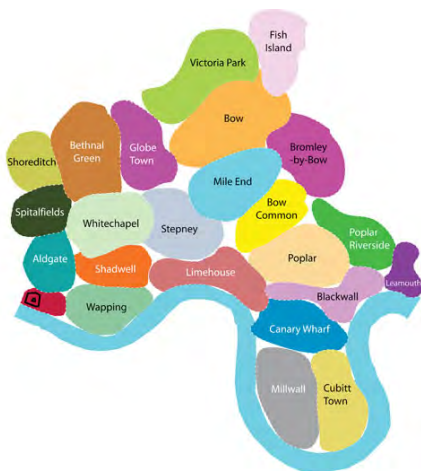 Fish
Island
Victoria Park
Bow
Bethnal
Green
Globe
Town
Shoreditch
Bromley
-by-Bow
Mile End
Spitalfields
Whitechapel
Stepney
Bow
Common
Poplar
Riverside
Aldgate
Shadwell
Limehouse
Poplar
Leamouth
Blackwall
Wapping
Canary Wharf
Millwall
Cubitt
Town